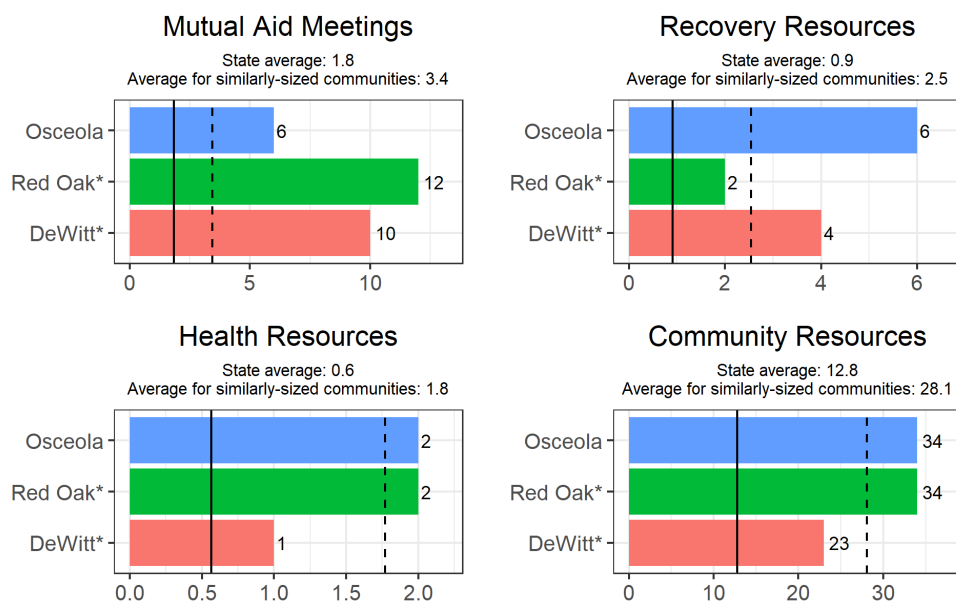 Mutual Aid Meetings
State average: 1.8
Average for similarly-sized communities: 3.4
Osceola
6
Red Oak*
12
DeWitt*
10
0 5 10
Recovery Resources
State average: 0.9
Average for similarly-sized communities: 2.5
Osceola
6
Red Oak*
2
DeWitt*
4
0 2 4 6
Health Resources
State average: 0.6
Average for similarly-sized communities: 1.8
Osceola
2
Red Oak*
2
DeWitt*
1
0.0 0.5 1.0 1.5 2.0
Community Resources
State average: 12.8
Average for similarly-sized communities: 28.1
Osceola
34
Red Oak*
34
DeWitt*
23
0 10 20 30